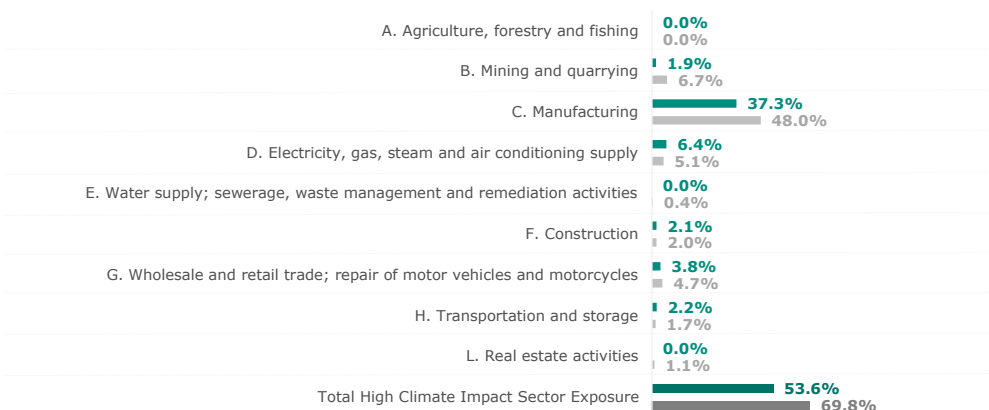 A. Agriculture, forestry and fishing
0.0%
0.0%
B. Mining and quarrying
1.9%
6.7%
C. Manufacturing
37.3%
48.0%
D. Electricity, gas, steam and air conditioning supply
6.4%
5.1%
E. Water supply; sewerage, waste management and remediation activities
0.0%
0.4%
F. Construction
2.1%
2.0%
G. Wholesale and retail trade; repair of motor vehicles and motorcycles
3.8%
4.7%
H. Transportation and storage
2.2%
1.7%
L. Real estate activities
0.0%
1.1%
Total High Climate Impact Sector Exposure
53.6%
69.8%